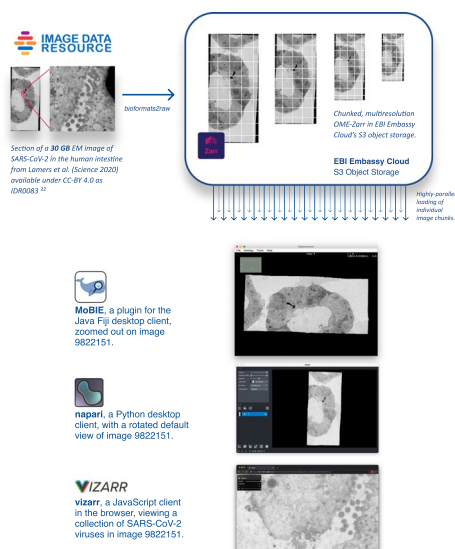 IMAGE DATA
RESOURCE
bioformats2raw
Section of a 30 GB EM image of
SARS-CoV-2 in the human intestine
from Lamers et al. (Science 2020)
available under CC-BY 4.0 as
IDR0083 22
Zarr
Chunked, multiresolution
OME-Zarr in EBI Embassy
Cloud's S3 object storage.
EBI Embassy Cloud
S3 Object Storage
Highly-parallel
loading of
individual
image chunks.
MoBIE, a plugin for the
Java Fiji desktop client,
zoomed out on image
9822151.
napari, a Python desktop
client, with a rotated default
view of image 9822151.
VIZARR
vizarr, a JavaScript client
in the browser, viewing a
collection of SARS-CoV-2
viruses in image 9822151.